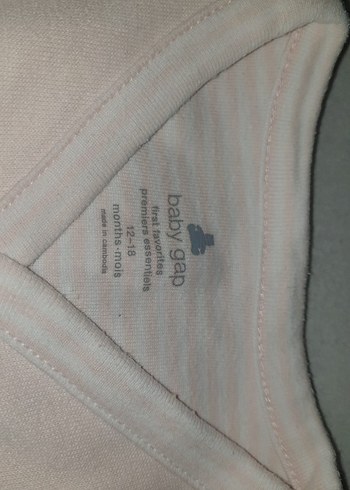 baby gap
first favorites
premiers essentiels
12-18
months·mois
made in cambodia